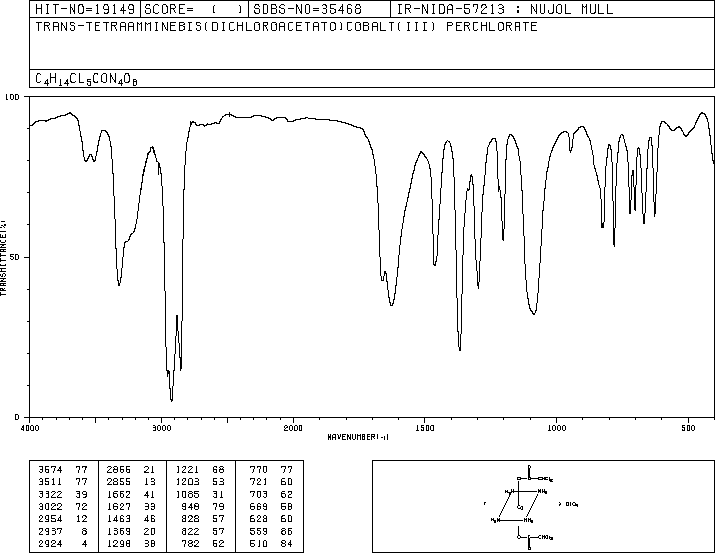 HIT-NO=19149 SCORE= ( ) SDBS-NO=35468 IR-NIDA-57213 : NUJOL MULL
TRANS-TETRAAMMINEBIS(DICHLOROACETATO)COBALT(III) PERCHLORATE
C4H14CL5CON4O8
100
TRANSMITTANCE(%)
50
0
4000 3000 2000 1500 1000 500
WAVENUMBER(-1)
3574 77 2866 21 1221 68 770 77
3511 77 2855 13 1203 53 721 60
3322 39 1662 41 1085 31 703 62
3022 72 1627 33 948 79 669 58
2954 12 1463 46 828 57 628 60
2937 8 1369 20 822 57 559 86
2924 4 1298 38 782 52 510 84